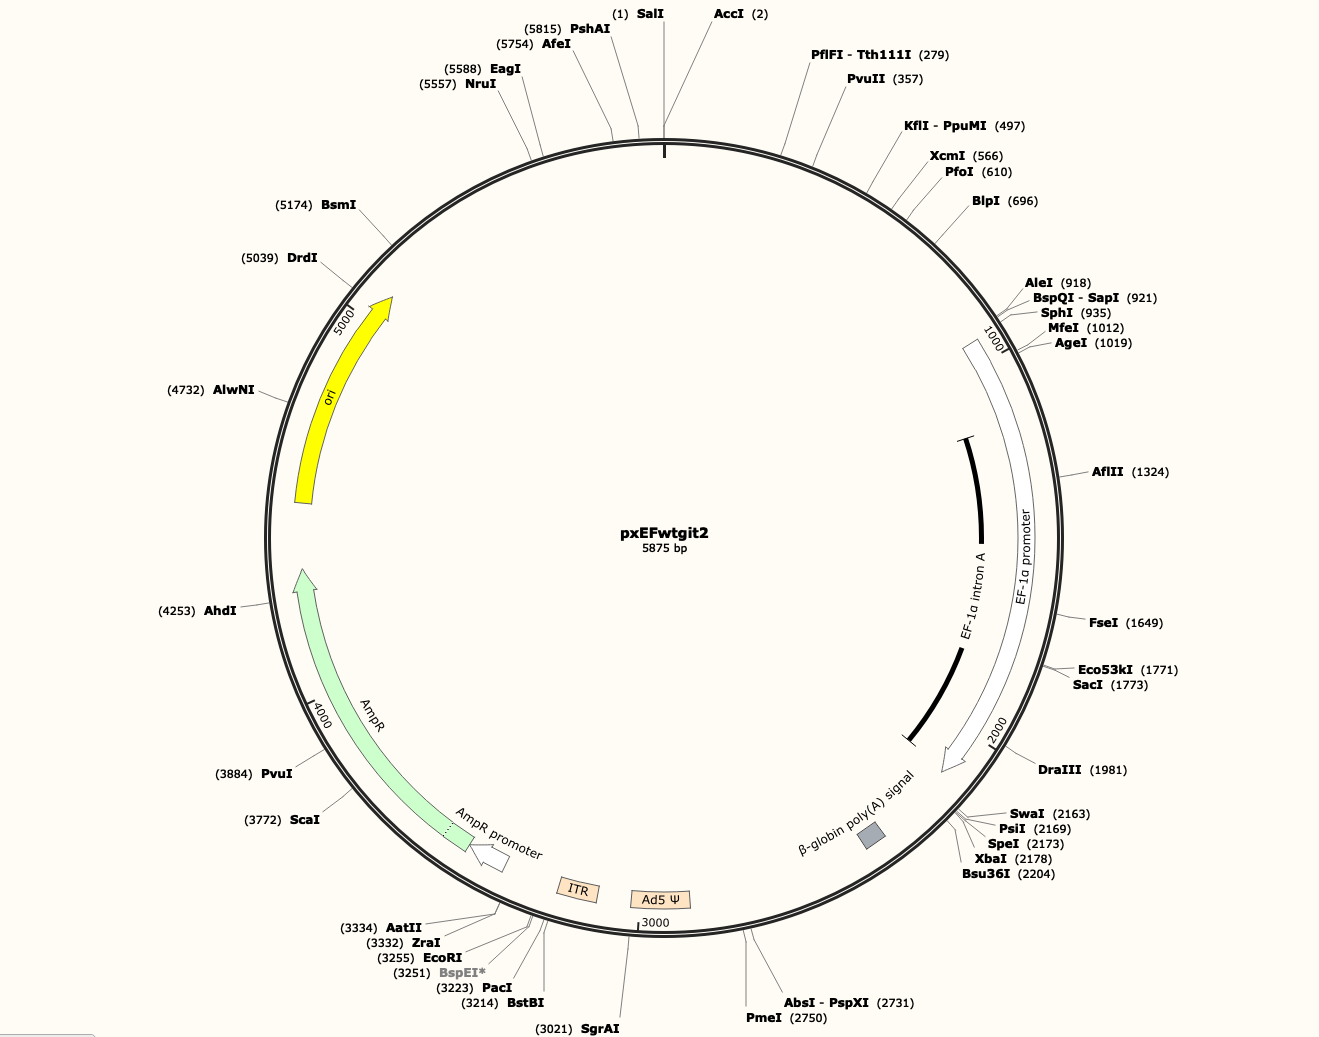 (1) SalI
AccI (2)
(5815) PshAI
(5754) AfeI
(5588) EagI
(5557) NruI
PflFI - Tth111I (279)
PvuII (357)
KflI - PpuMI (497)
XcmI (566)
PfoI (610)
BlpI (696)
(5174) BsmI
(5039) DrdI
AleI (918)
BspQI - SapI (921)
SphI (935)
MfeI (1012)
AgeI (1019)
1000
5000
ori
(4732) AlwNI
AflII (1324)
pxEFwtgit2
5875 bp
EF-1α promoter
EF-1α intron A
(4253) AhdI
FseI (1649)
Eco53kI (1771)
SacI (1773)
4000
AmpR
2000
(3884) PvuI
DraIII (1981)
(3772) ScaI
β-globin poly(A) signal
AmpR promoter
SwaI (2163)
PsiI (2169)
SpeI (2173)
XbaI (2178)
Bsu36I (2204)
ITR
Ad5 Ψ
3000
(3334) AatII
(3332) ZraI
(3255) EcoRI
(3251) BspEI*
(3223) PacI
(3214) BstBI
(3021) SgrAI
AbsI - PspXI (2731)
PmeI (2750)